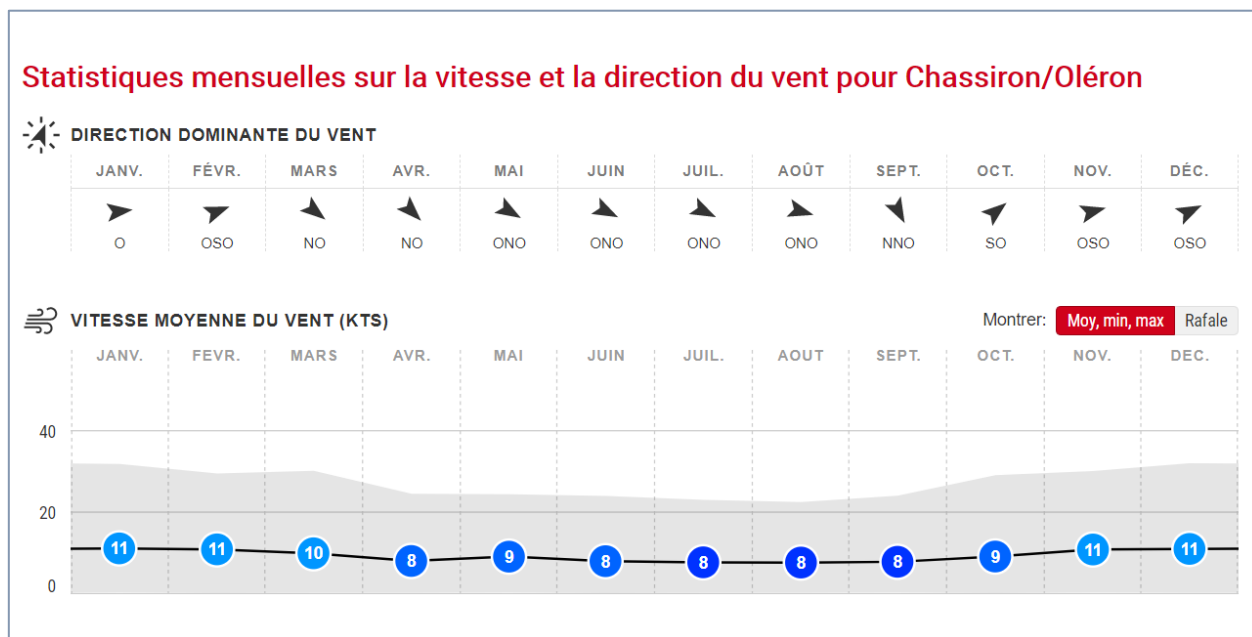 Statistiques mensuelles sur la vitesse et la direction du vent pour Chassiron/Oléron
DIRECTION DOMINANTE DU VENT
JANV. FÉVR. MARS AVR. MAI JUIN JUIL. AOÛT SEPT. OCT. NOV. DÉC.
O OSO NO NO ONO ONO ONO ONO NNO SO OSO OSO
VITESSE MOYENNE DU VENT (KTS) Montrer: Moy, min, max Rafale
JANV. FEVR. MARS AVR. MAI JUIN JUIL. AOUT SEPT. OCT. NOV. DEC.
40
20
11 11 10 8 9 8 8 8 8 9 11 11
0